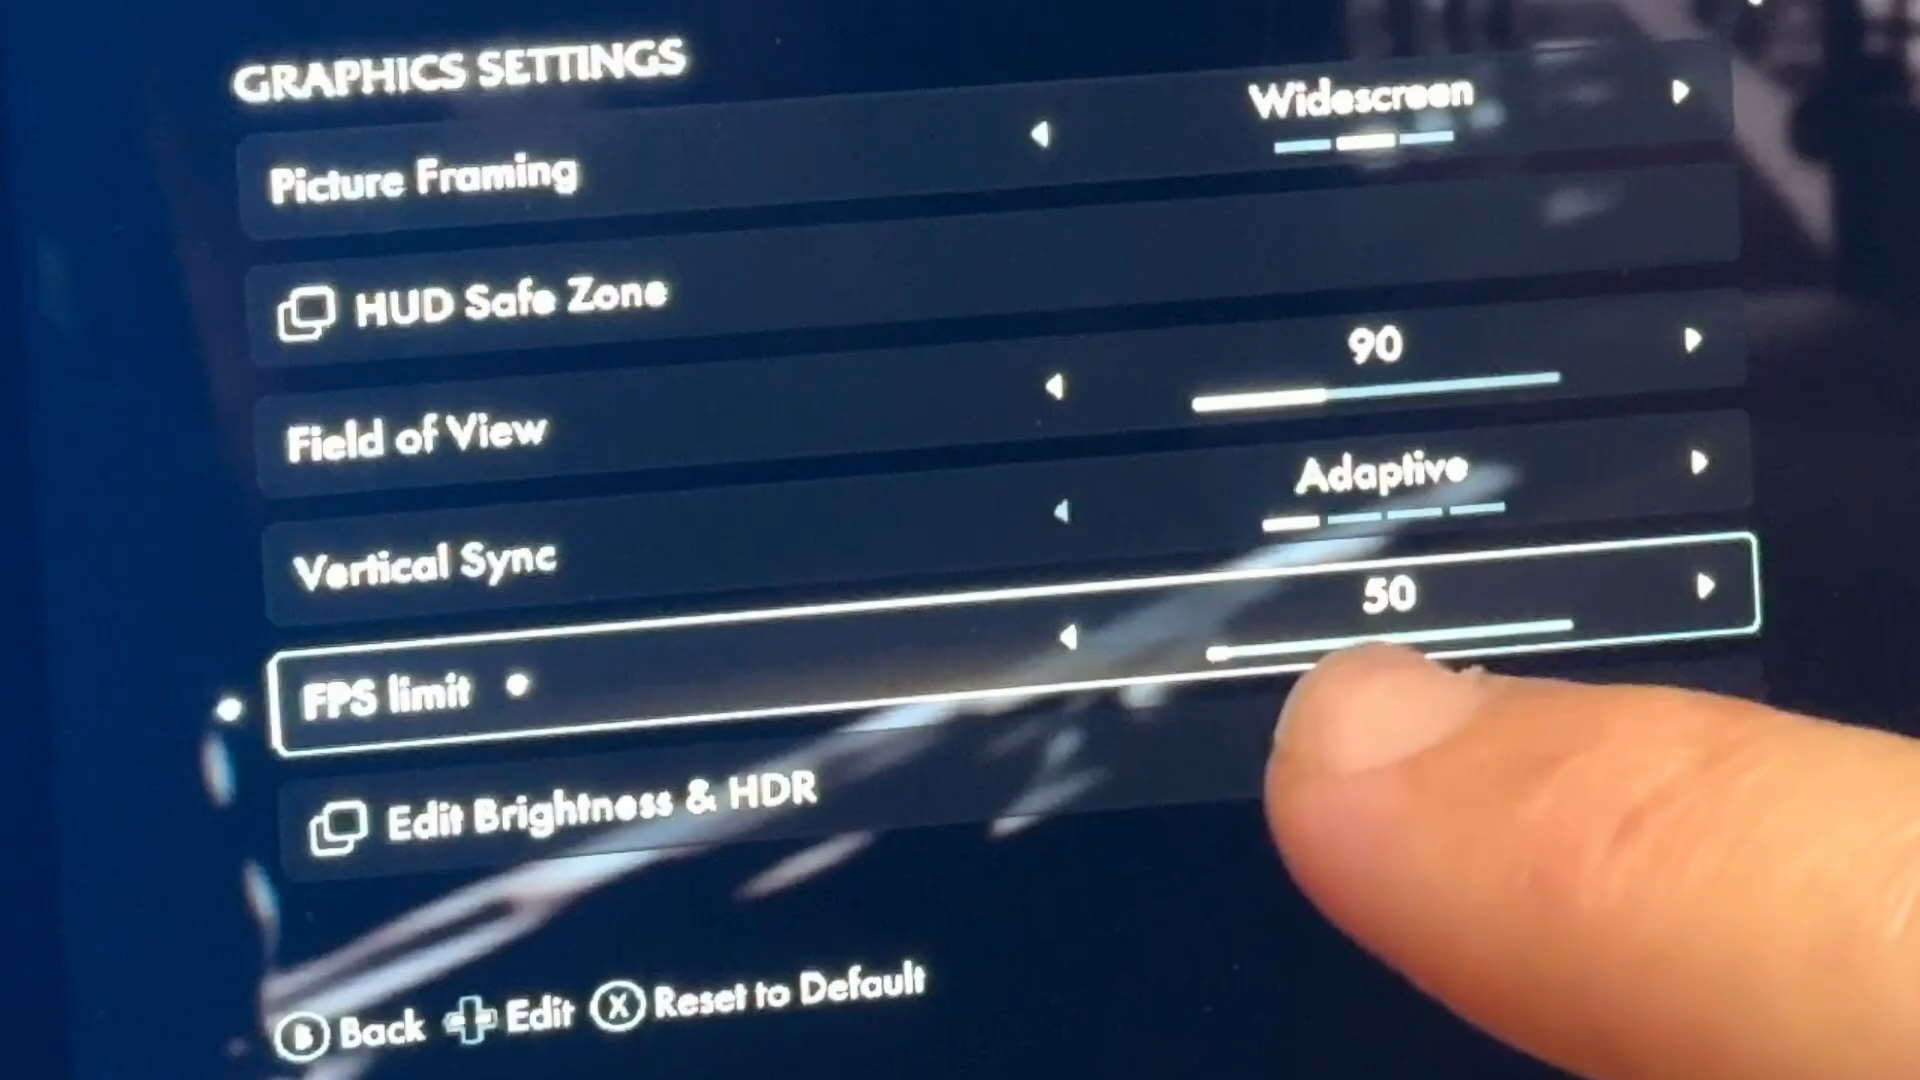 GRAPHICS SETTINGS
Picture Framing
Widescreen
HUD Safe Zone
Field of View
90
Vertical Sync
Adaptive
FPS limit
50
Edit Brightness & HDR
B Back Edit X Reset to Default